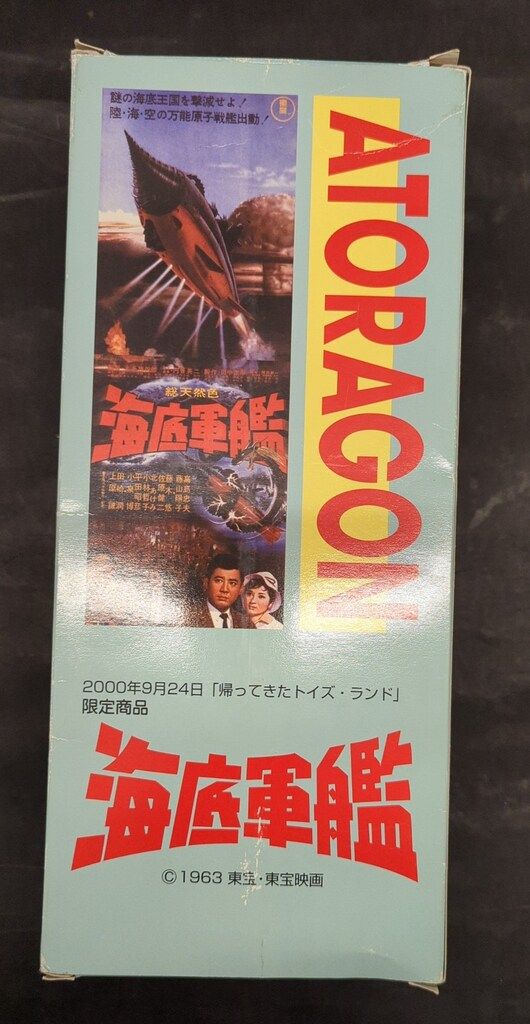 謎の海底王国を撃滅せよ!
陸・海・空の万能原子戦艦出動!
東宝
ATORAGON
総天然色
海底軍艦
2000年9月24日「帰ってきたトイズ・ランド」
限定商品
海底軍艦
©1963 東宝・東宝映画